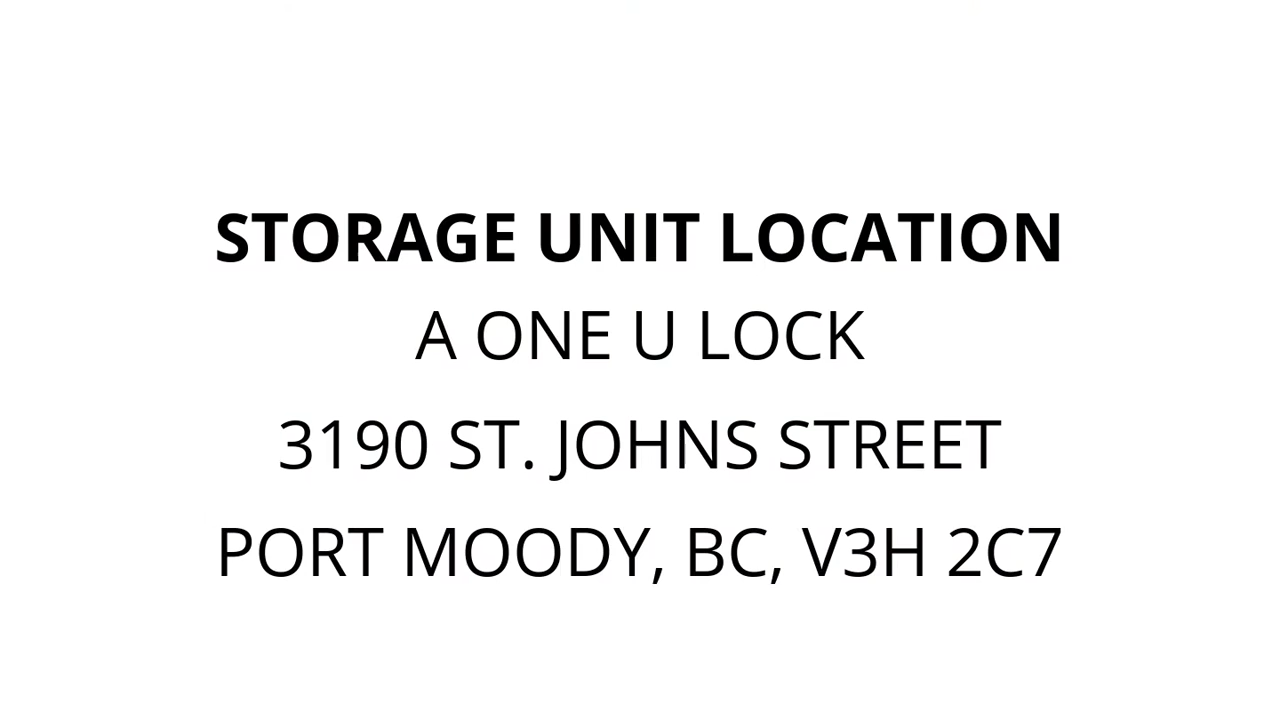 STORAGE UNIT LOCATION
A ONE U LOCK
3190 ST. JOHNS STREET
PORT MOODY, BC, V3H 2C7